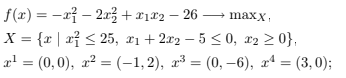 f(x) = −x₁² − 2x₂² + x₁x₂ − 26 ⟶ max_X,
X = {x | x₁² ≤ 25, x₁ + 2x₂ − 5 ≤ 0, x₂ ≥ 0},
x¹ = (0, 0), x² = (−1, 2), x³ = (0, −6), x⁴ = (3, 0);